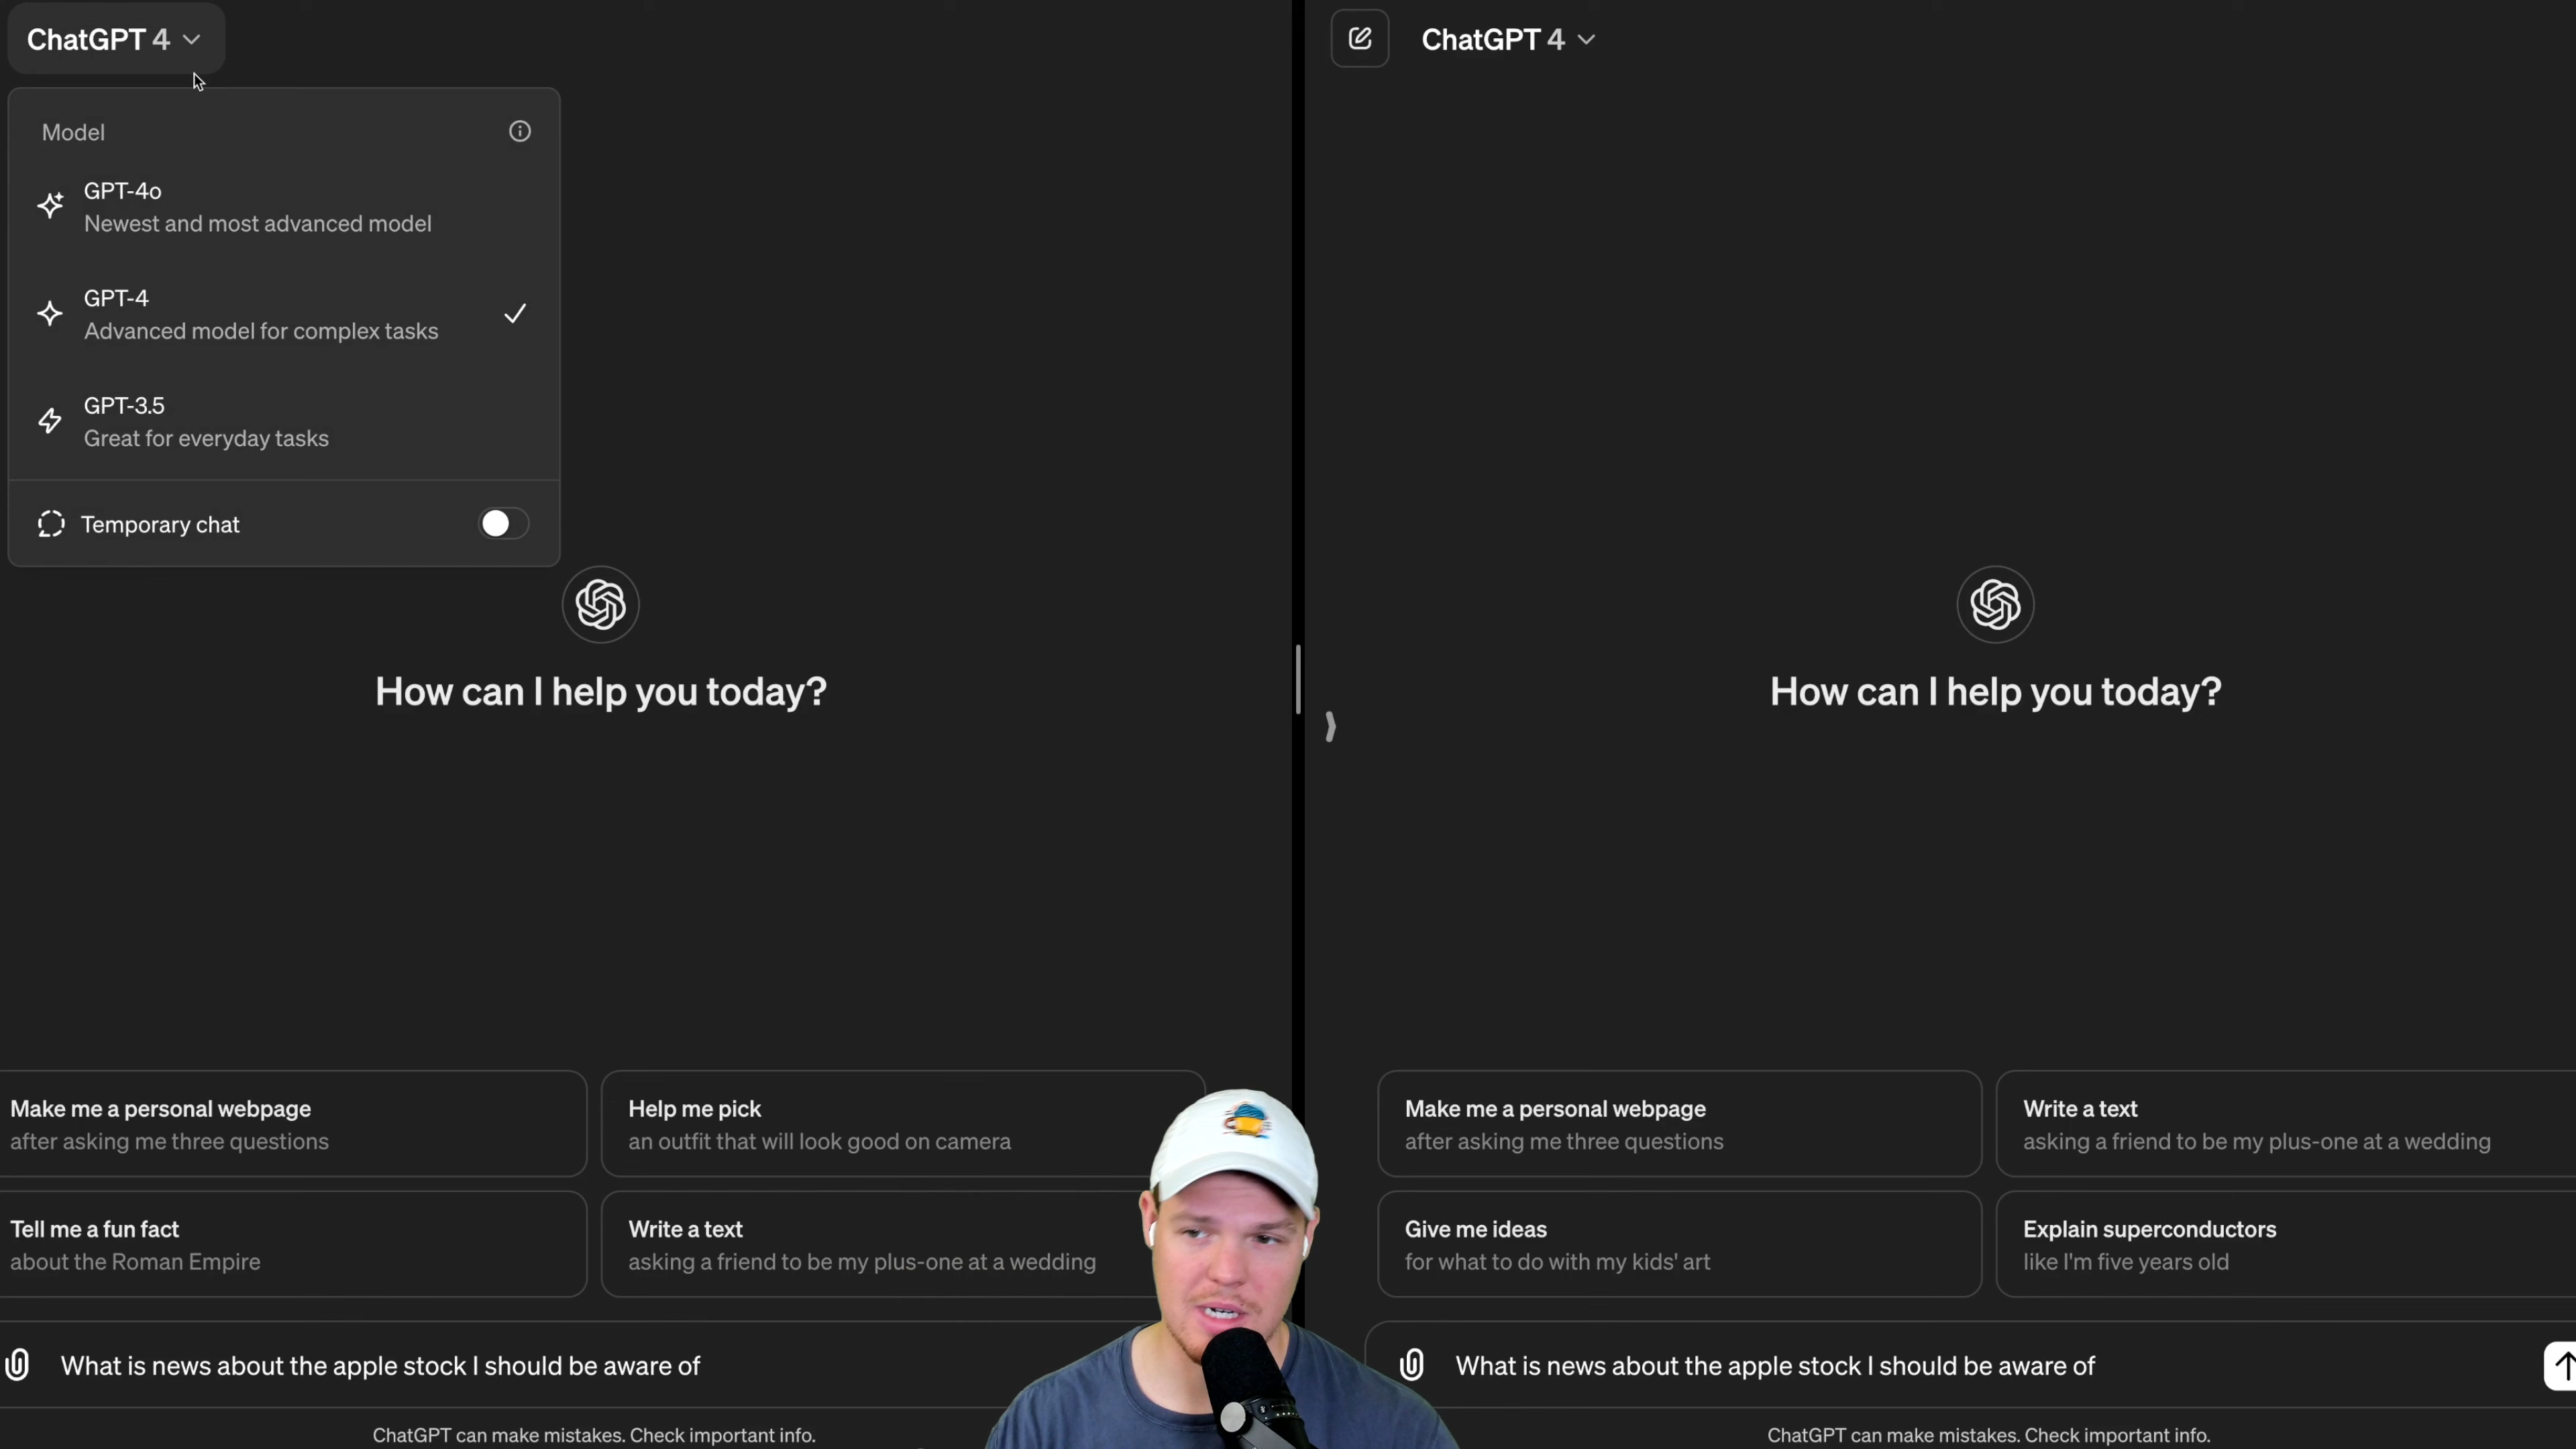 ChatGPT 4
Model
GPT-4o
Newest and most advanced model
GPT-4
Advanced model for complex tasks
GPT-3.5
Great for everyday tasks
Temporary chat
How can I help you today?
Make me a personal webpage
after asking me three questions
Help me pick
an outfit that will look good on camera
Tell me a fun fact
about the Roman Empire
Write a text
asking a friend to be my plus-one at a wedding
What is news about the apple stock I should be aware of
ChatGPT can make mistakes. Check important info.
ChatGPT 4
How can I help you today?
Make me a personal webpage
after asking me three questions
Write a text
asking a friend to be my plus-one at a wedding
Give me ideas
for what to do with my kids' art
Explain superconductors
like I'm five years old
What is news about the apple stock I should be aware of
ChatGPT can make mistakes. Check important info.